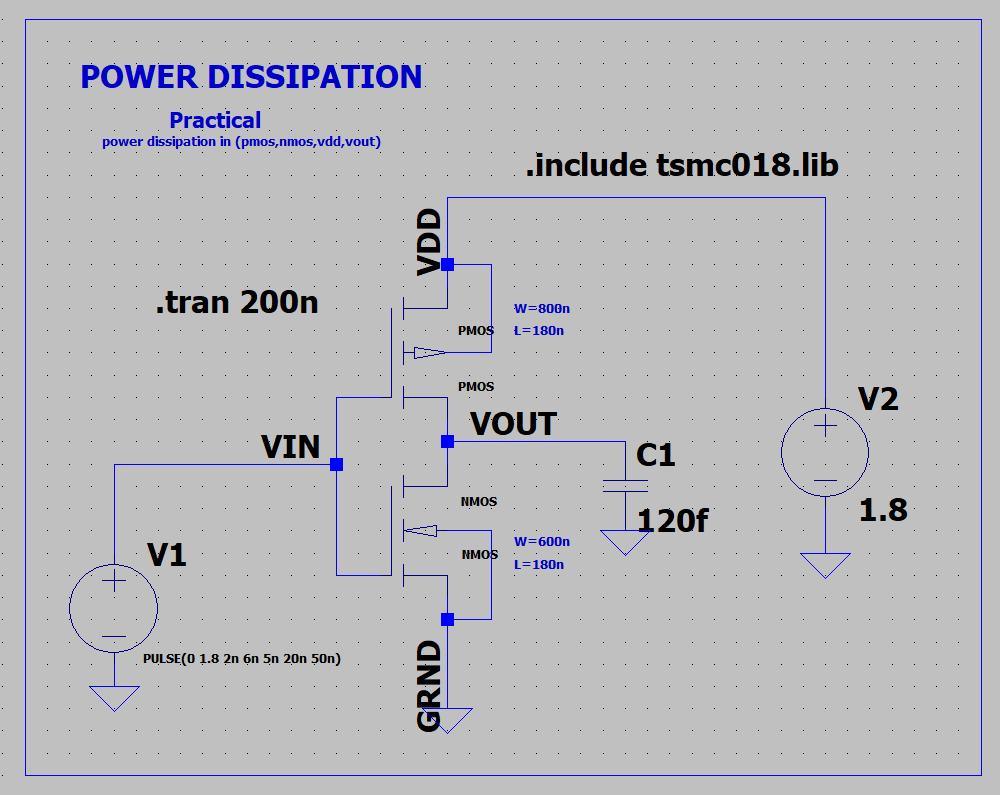 POWER DISSIPATION
Practical
power dissipation in (pmos,nmos,vdd,vout)
.include tsmc018.lib
VDD
.tran 200n
W=800n
PMOS
L=180n
PMOS
V2
VOUT
VIN
C1
NMOS
1.8
120f
W=600n
V1
NMOS
L=180n
PULSE(0 1.8 2n 6n 5n 20n 50n)
GRND